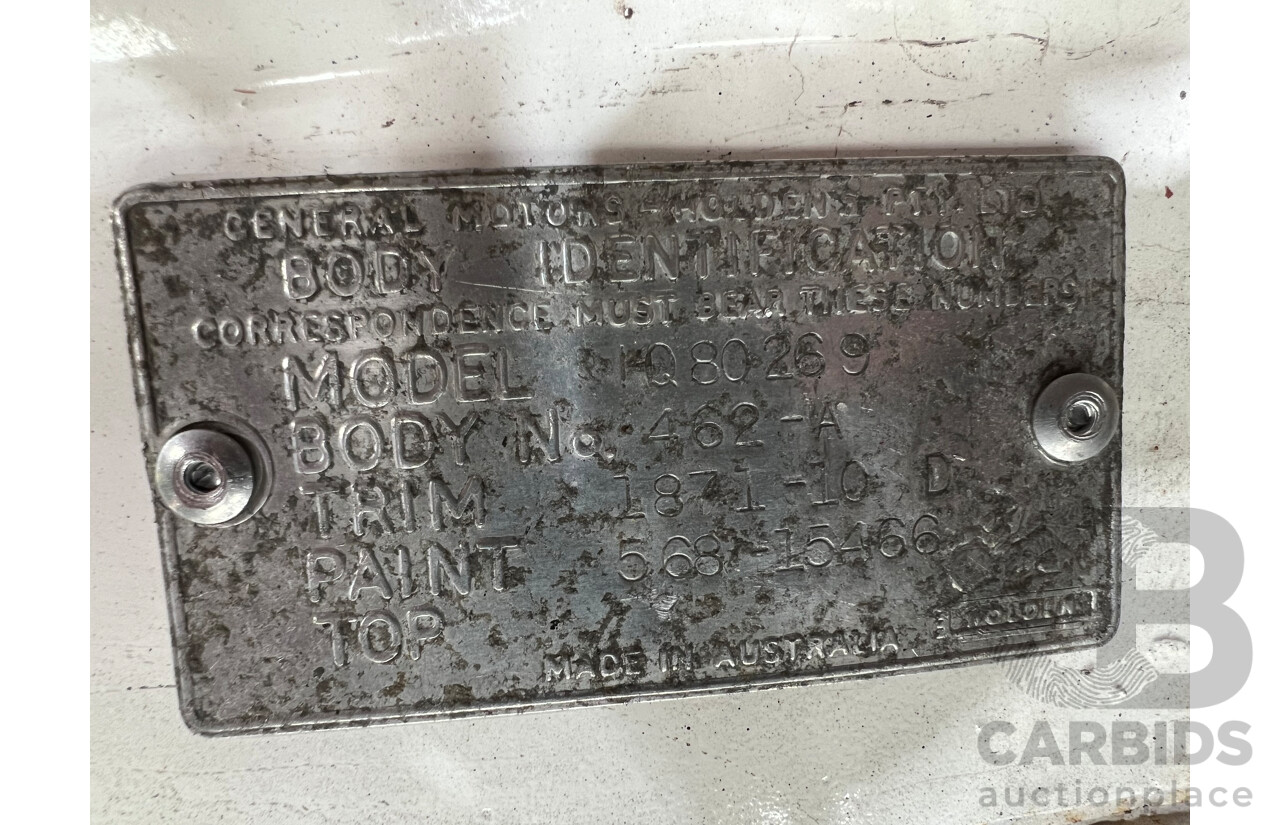 GENERAL MOTORS-HOLDEN'S PTY. LTD.
BODY IDENTIFICATION
CORRESPONDENCE MUST BEAR THESE NUMBERS
MODEL HQ80269
BODY No. 462-A
TRIM 1871-10 D
PAINT 568-15466
TOP
MADE IN AUSTRALIA
B
CARBIDS
auctionplace